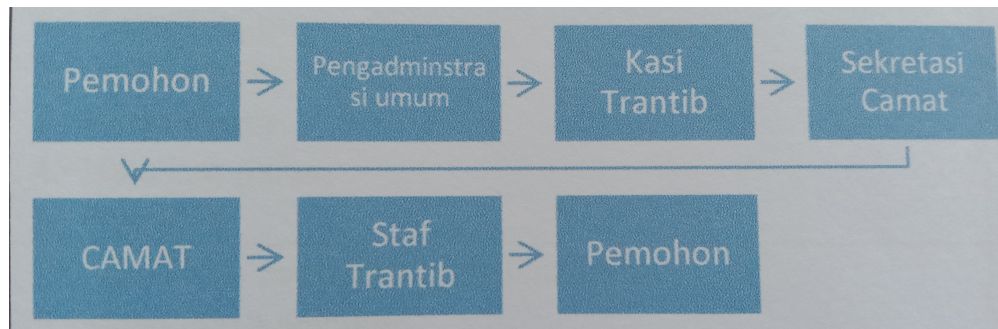 Pemohon
Pengadminstra
si umum
Kasi
Trantib
Sekretasi
Camat
CAMAT
Staf
Trantib
Pemohon